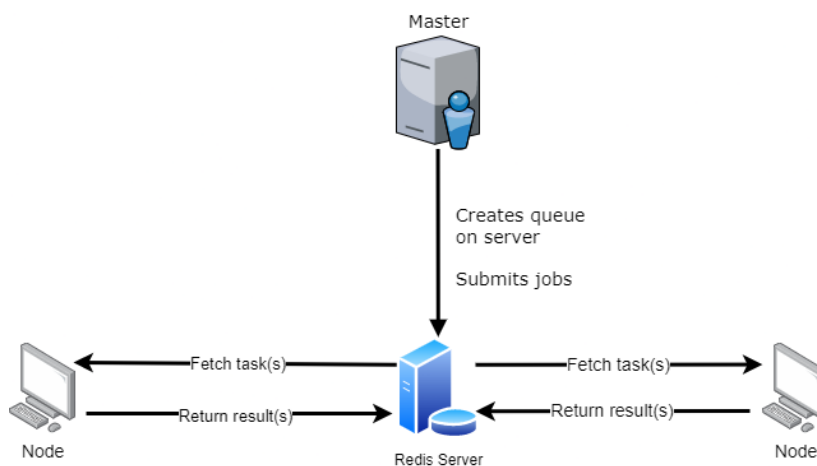 Master
Creates queue
on server
Submits jobs
Fetch task(s)
Fetch task(s)
Return result(s)
Return result(s)
Node
Redis Server
Node